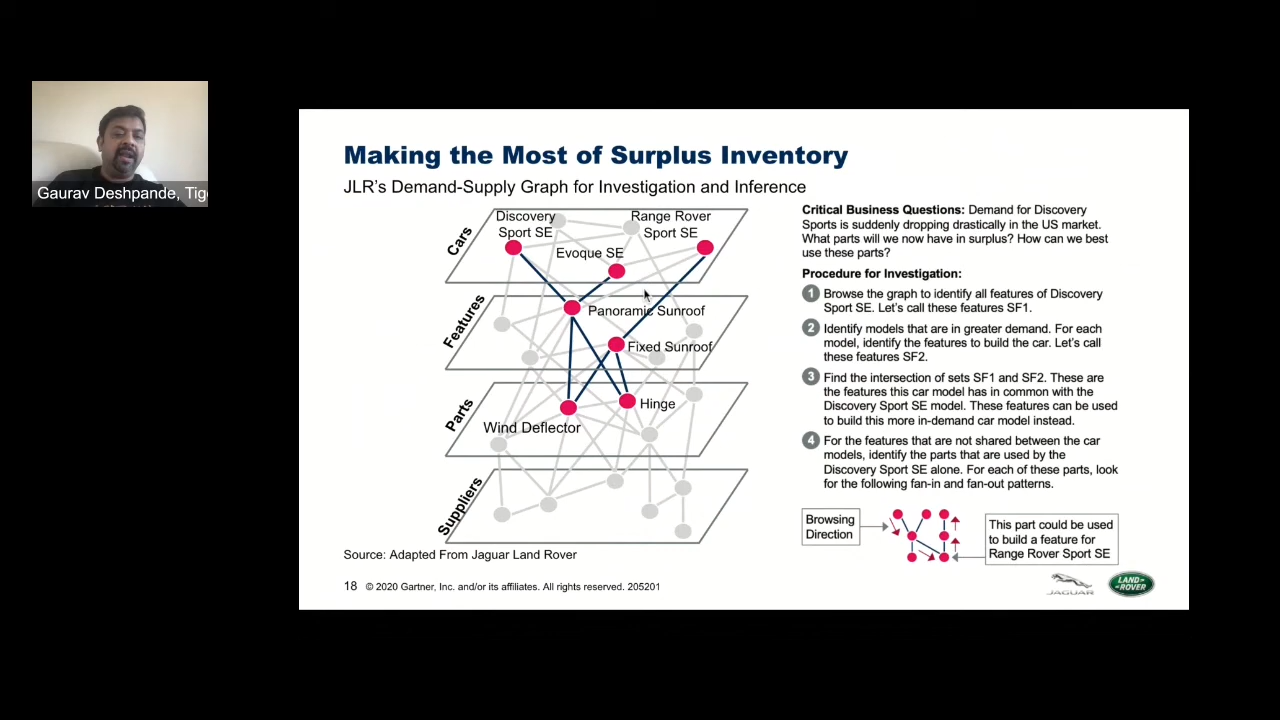 Gaurav Deshpande, Tig
Making the Most of Surplus Inventory
JLR's Demand-Supply Graph for Investigation and Inference
Cars
Discovery
Sport SE
Evoque SE
Range Rover
Sport SE
Features
Panoramic Sunroof
Fixed Sunroof
Parts
Wind Deflector
Hinge
Suppliers
Critical Business Questions: Demand for Discovery
Sports is suddenly dropping drastically in the US market.
What parts will we now have in surplus? How can we best
use these parts?
Procedure for Investigation:
1 Browse the graph to identify all features of Discovery
Sport SE. Let's call these features SF1.
2 Identify models that are in greater demand. For each
model, identify the features to build the car. Let's call
these features SF2.
3 Find the intersection of sets SF1 and SF2. These are
the features this car model has in common with the
Discovery Sport SE model. These features can be used
to build this more in-demand car model instead.
4 For the features that are not shared between the car
models, identify the parts that are used by the
Discovery Sport SE alone. For each of these parts, look
for the following fan-in and fan-out patterns.
Browsing
Direction
This part could be used
to build a feature for
Range Rover Sport SE
Source: Adapted From Jaguar Land Rover
18 © 2020 Gartner, Inc. and/or its affiliates. All rights reserved. 205201
JAGUAR
LAND-
ROVER